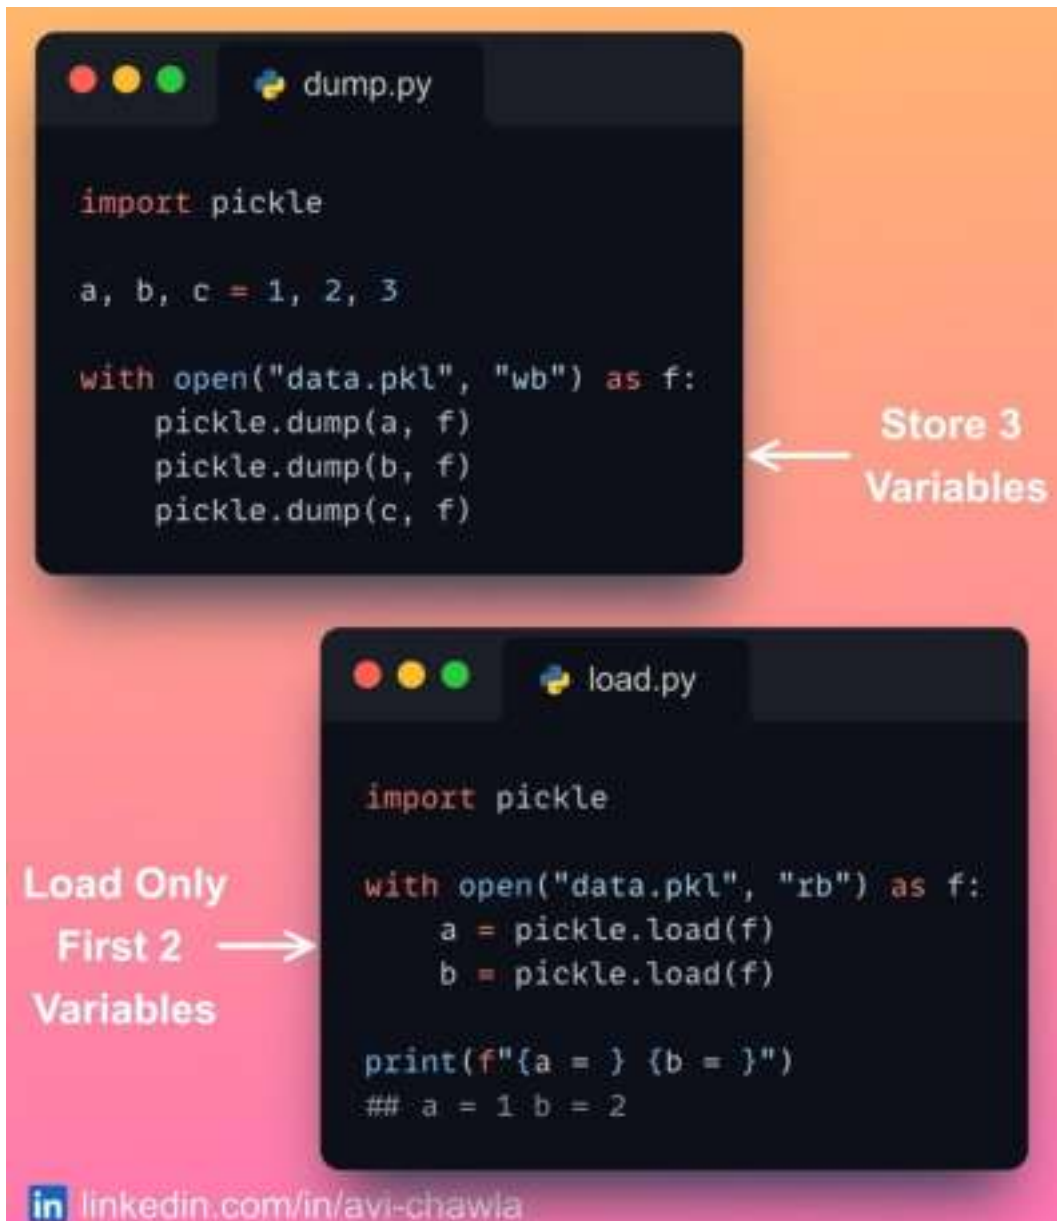 dump.py
import pickle
a, b, c = 1, 2, 3
with open("data.pkl", "wb") as f:
    pickle.dump(a, f)
    pickle.dump(b, f)
    pickle.dump(c, f)
Store 3
Variables
load.py
import pickle
with open("data.pkl", "rb") as f:
    a = pickle.load(f)
    b = pickle.load(f)
print(f"{a = } {b = }")
## a = 1 b = 2
Load Only
First 2
Variables
in linkedin.com/in/avi-chawla